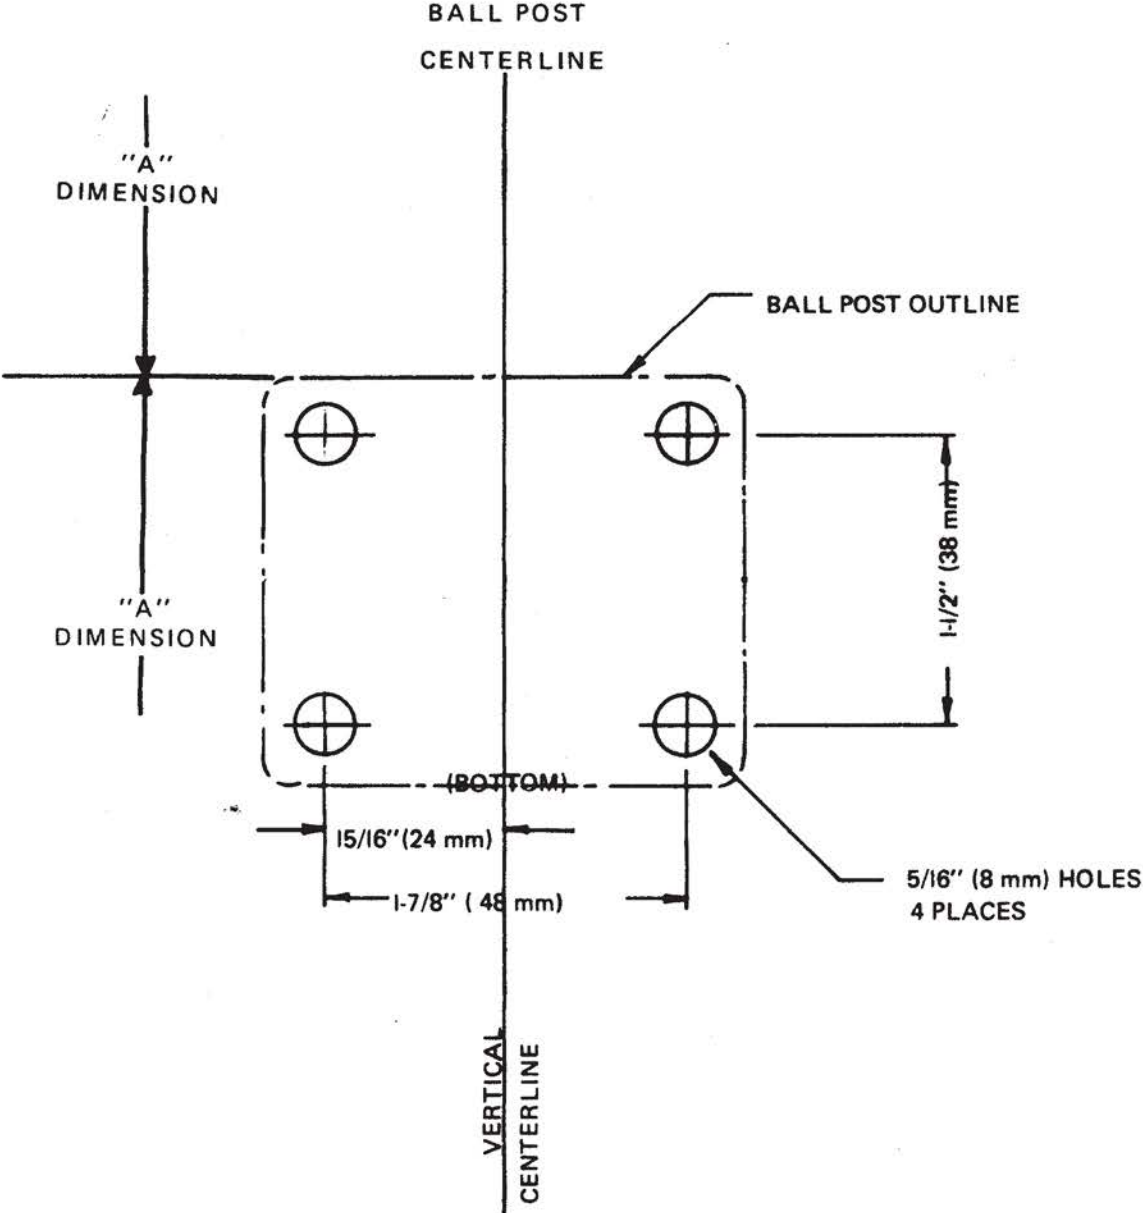 BALL POST
CENTERLINE
"A"
DIMENSION
BALL POST OUTLINE
1-1/2" (38 mm)
"A"
DIMENSION
(BOTTOM)
15/16" (24 mm)
1-7/8" ( 48 mm)
5/16" (8 mm) HOLES
4 PLACES
VERTICAL
CENTERLINE